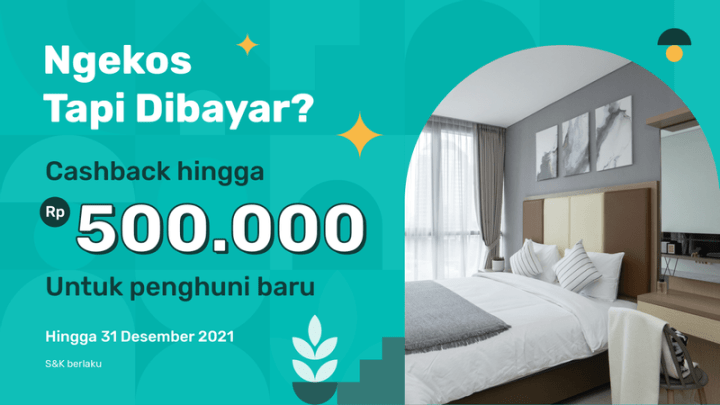 Ngekos
Tapi Dibayar?
Cashback hingga
Rp 500.000
Untuk penghuni baru
Hingga 31 Desember 2021
S&K berlaku